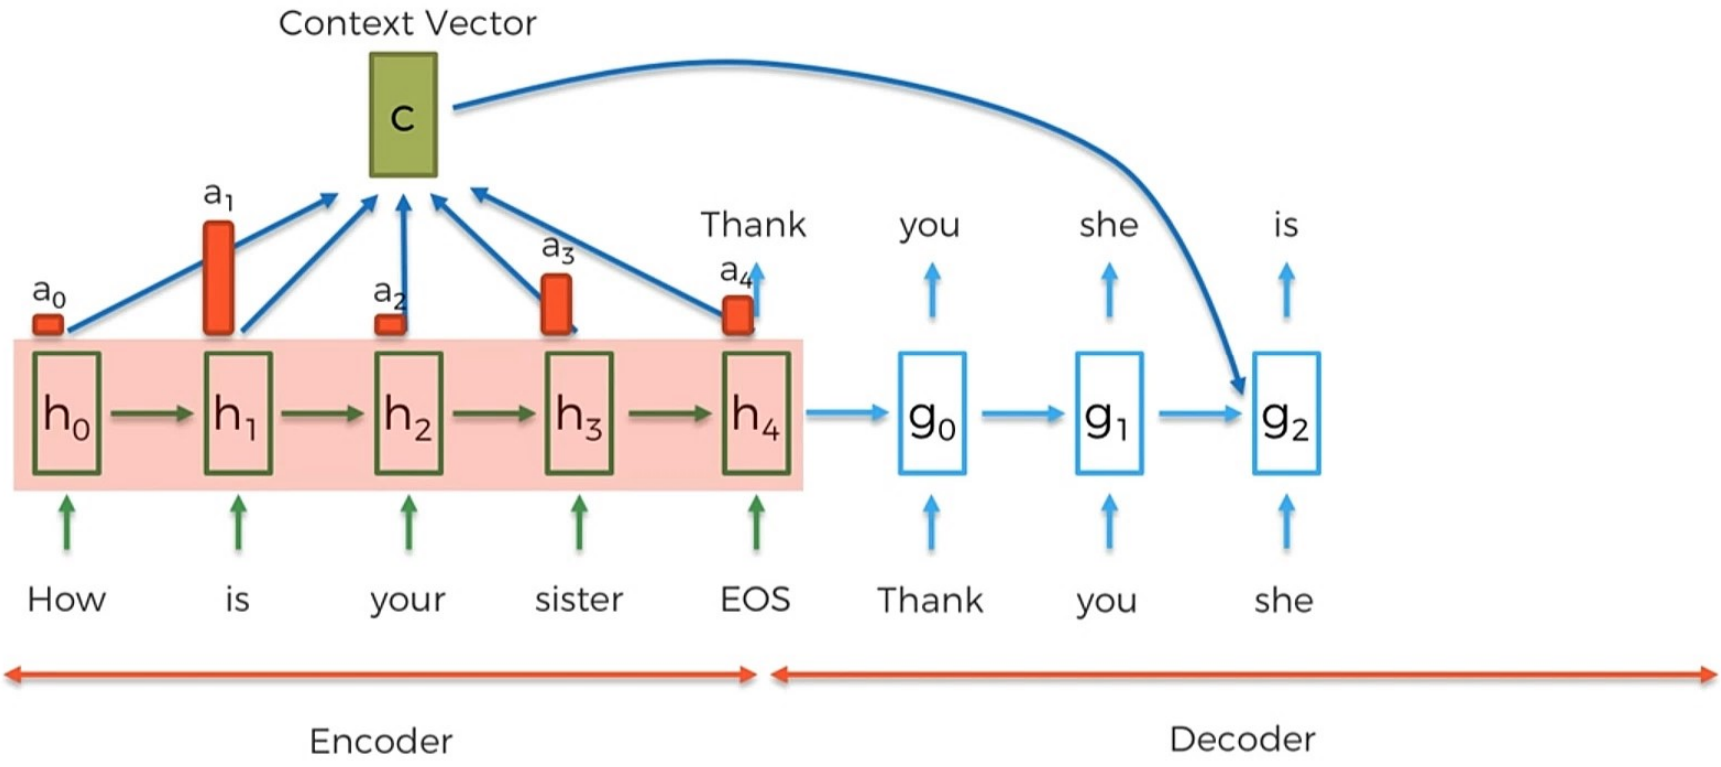 Context Vector
c
a₁
Thank you she is
a₃
a₄
a₀
a₂
h₀ h₁ h₂ h₃ h₄ g₀ g₁ g₂
How is your sister EOS Thank you she
Encoder Decoder